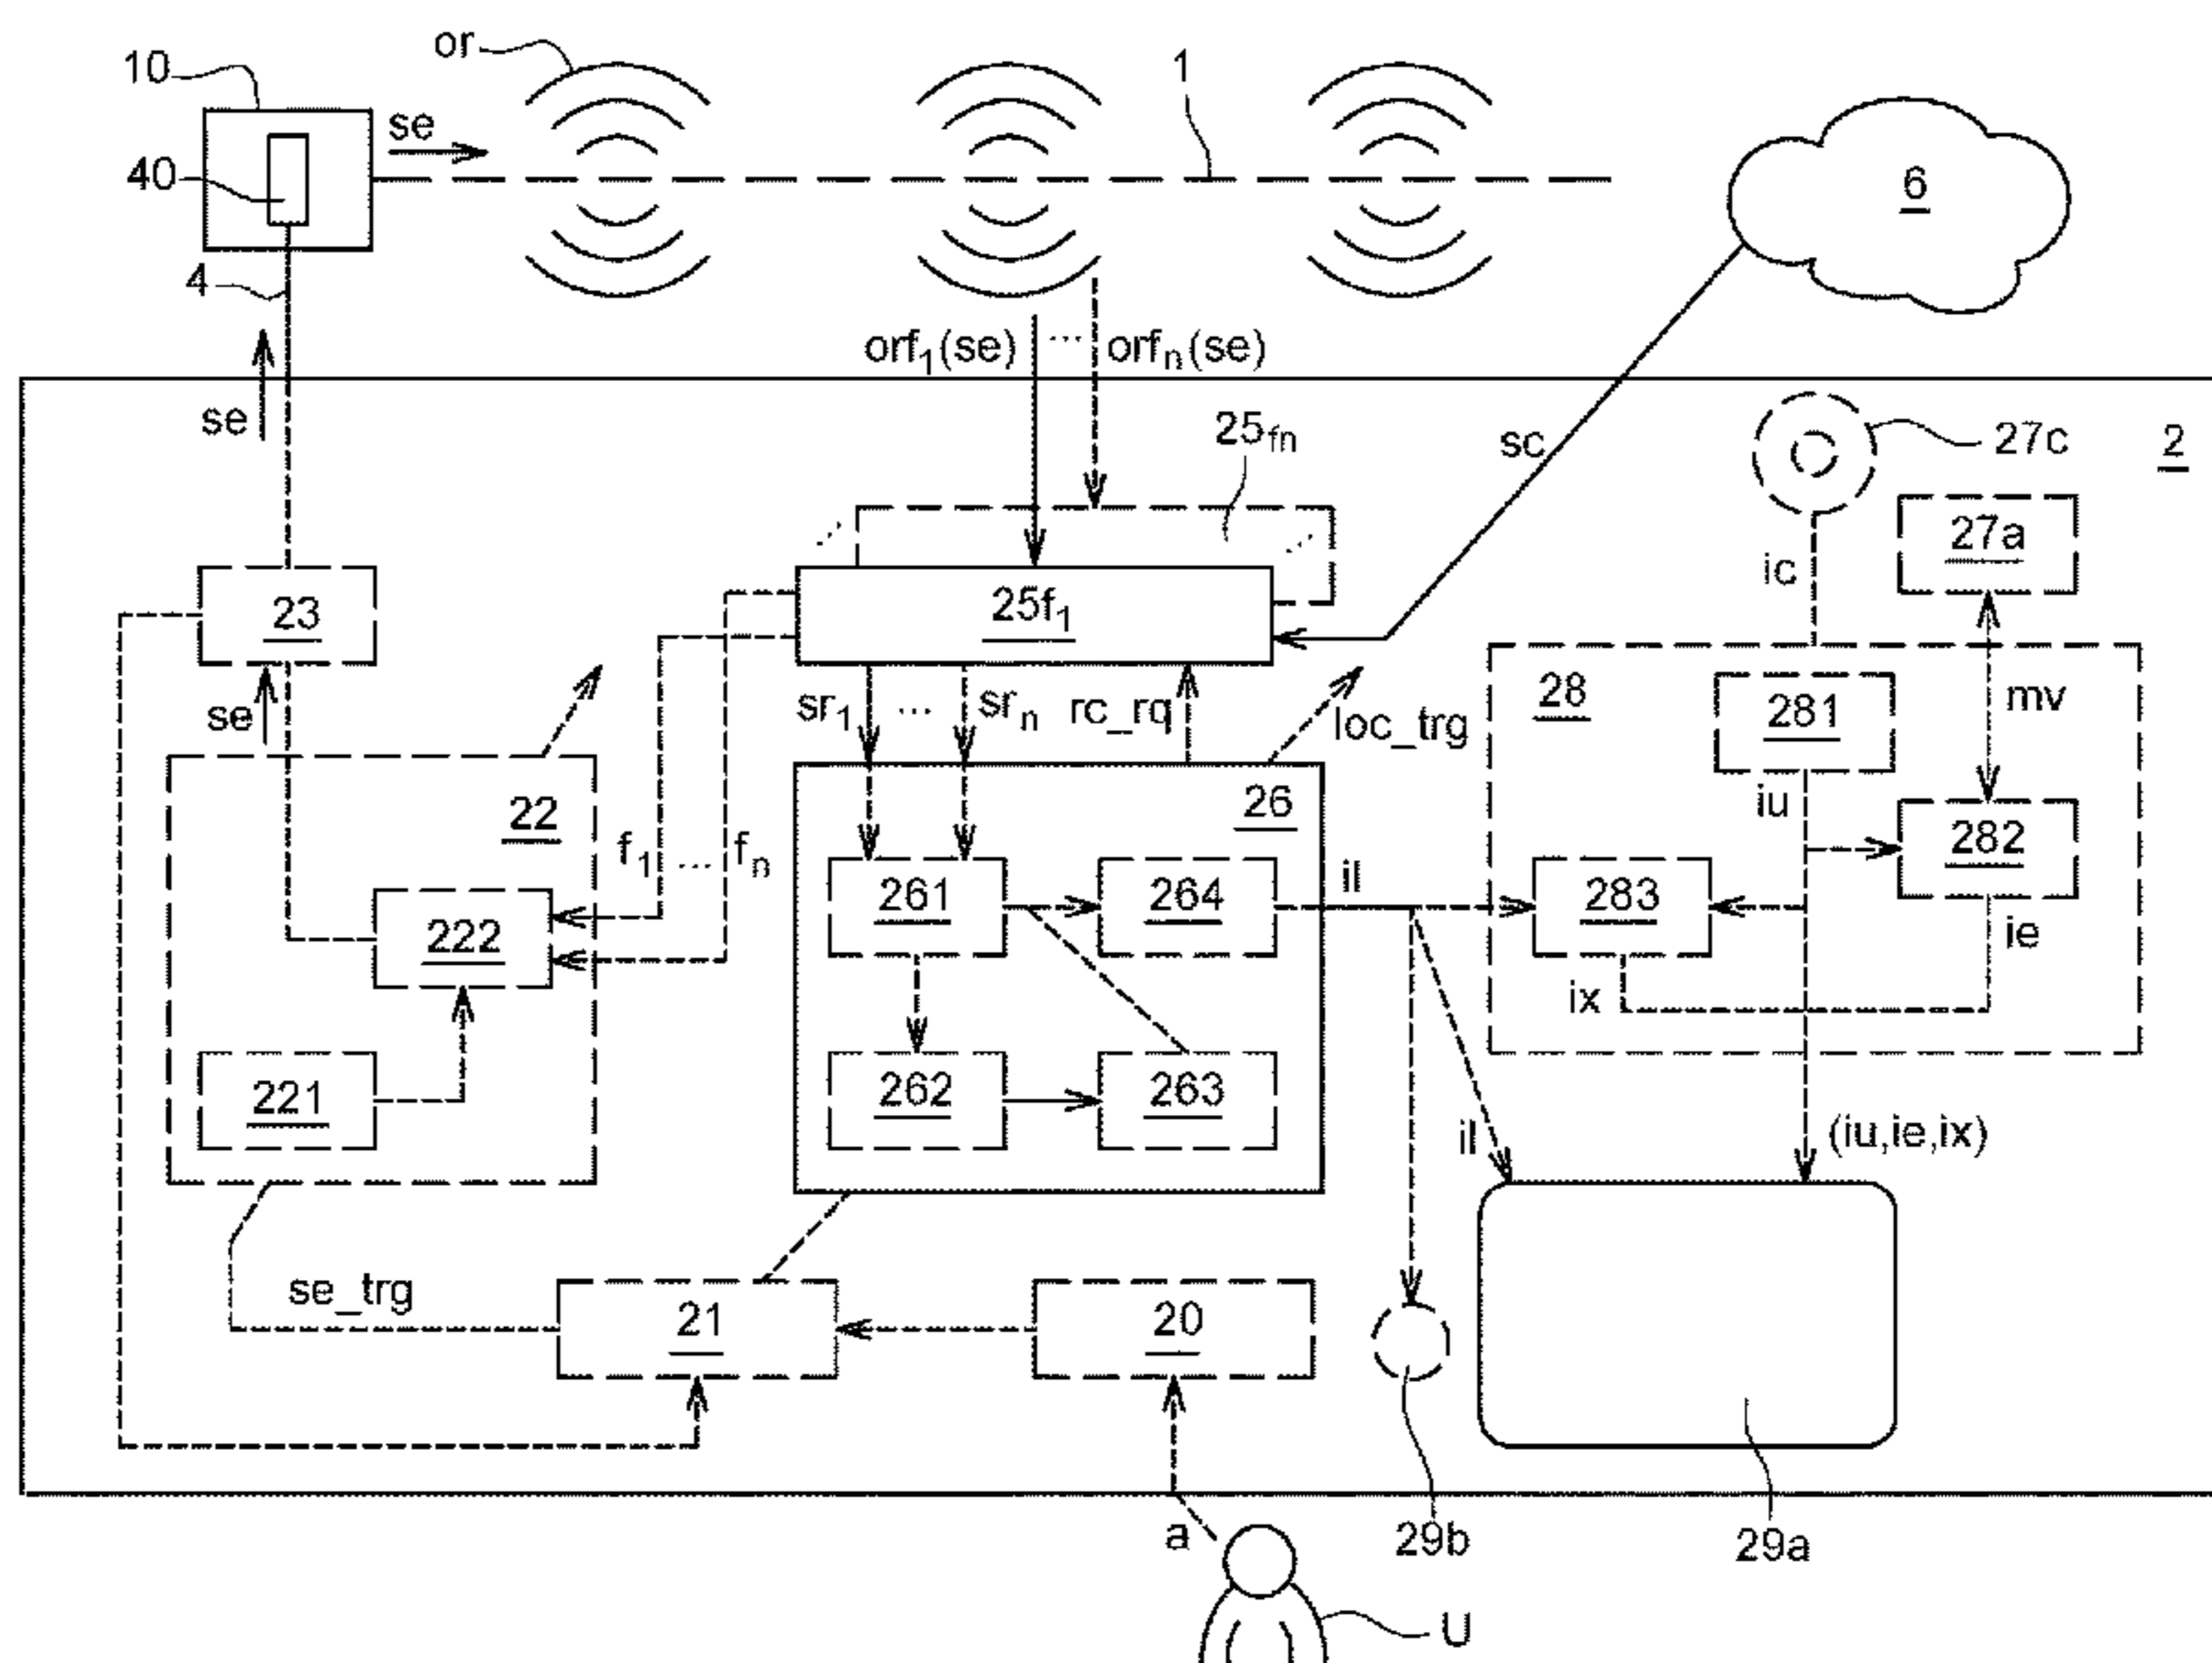 or
10
se
1
40
6
4
orf1(se) ... orfn(se)
se
sc
25fn
27c
2
27a
ic
23
25f1
se
sr1 ... srn
rc_rq
loc_trg
28
281
mv
22
26
iu
282
f1 ... fn
261
264
il
283
222
ie
ix
221
262
263
il
(iu,ie,ix)
se_trg
21
20
a
29b
29a
U